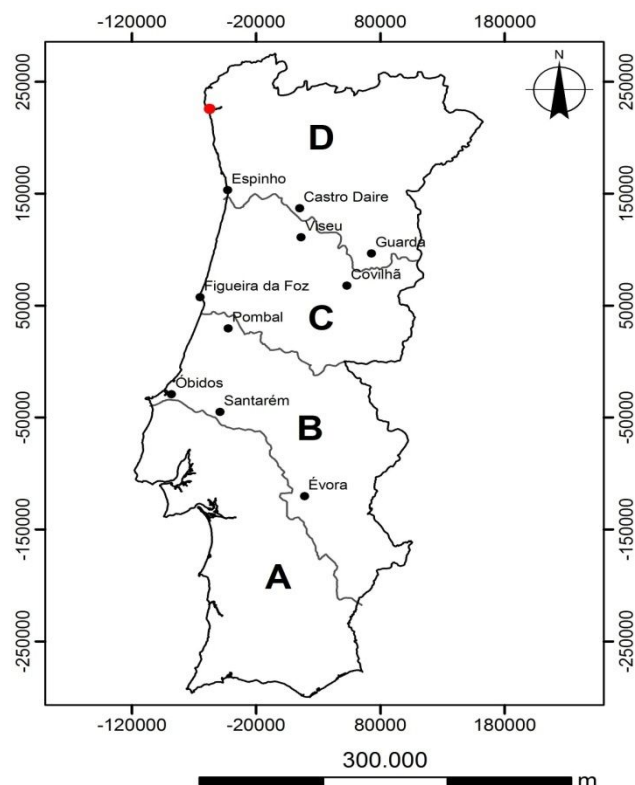 -120000 -20000 80000 180000
N
250000
250000
D
150000
150000
Espinho
Castro Daire
Viseu
Guarda
Covilhã
50000
50000
Figueira da Foz
C
Pombal
Óbidos
-50000
-50000
Santarém
B
Évora
-150000
-150000
A
-250000
-250000
-120000 -20000 80000 180000
300.000
m